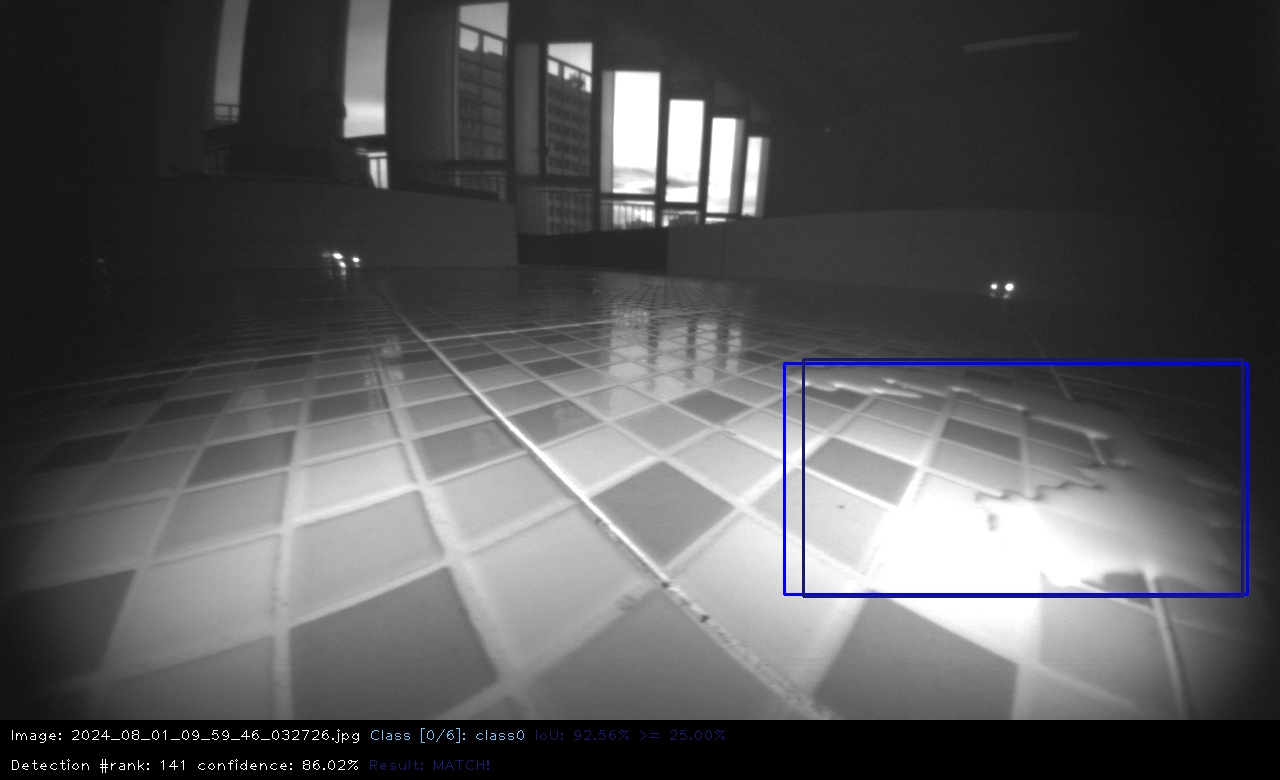 Image: 2024_08_01_09_59_46_032726.jpg Class [0/6]: class0 IoU: 92.56% >= 25.00%
Detection #rank: 141 confidence: 86.02% Result: MATCH!